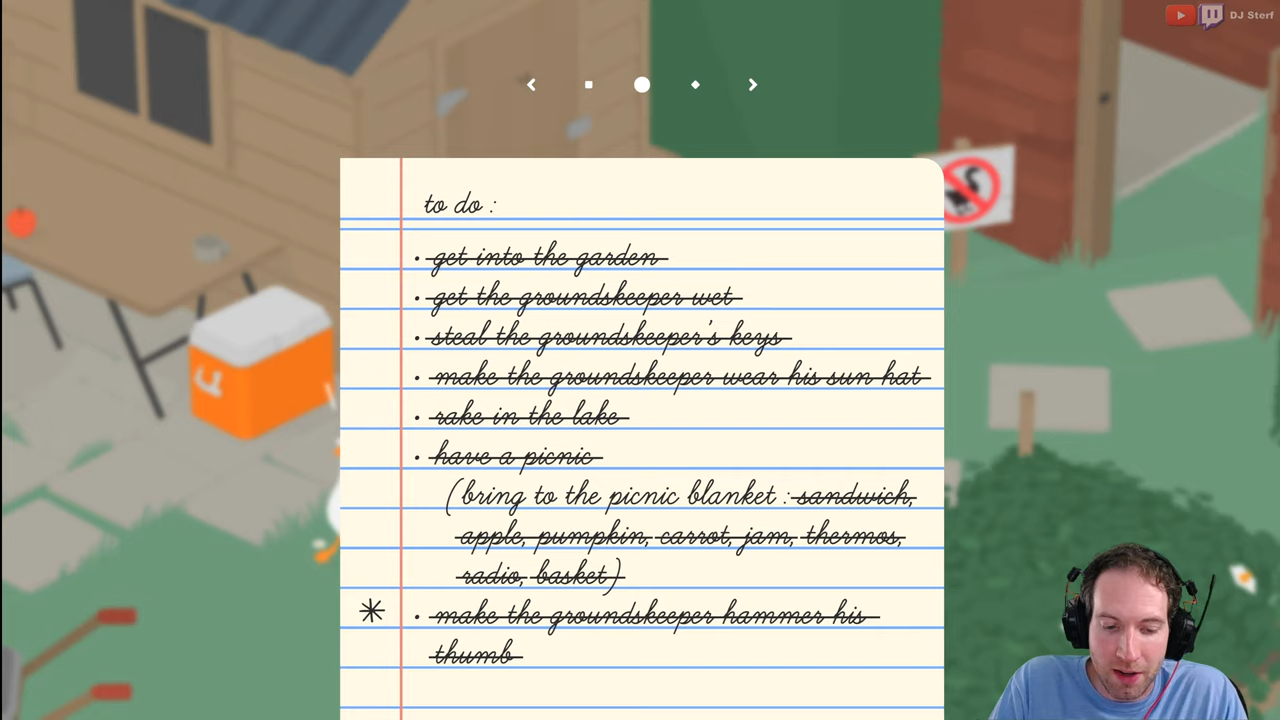 DJ Sterf
to do :
• get into the garden
• get the groundskeeper wet
• steal the groundskeeper's keys
• make the groundskeeper wear his sun hat
• rake in the lake
• have a picnic
(bring to the picnic blanket : sandwich,
apple, pumpkin, carrot, jam, thermos,
radio, basket)
• make the groundskeeper hammer his
thumb